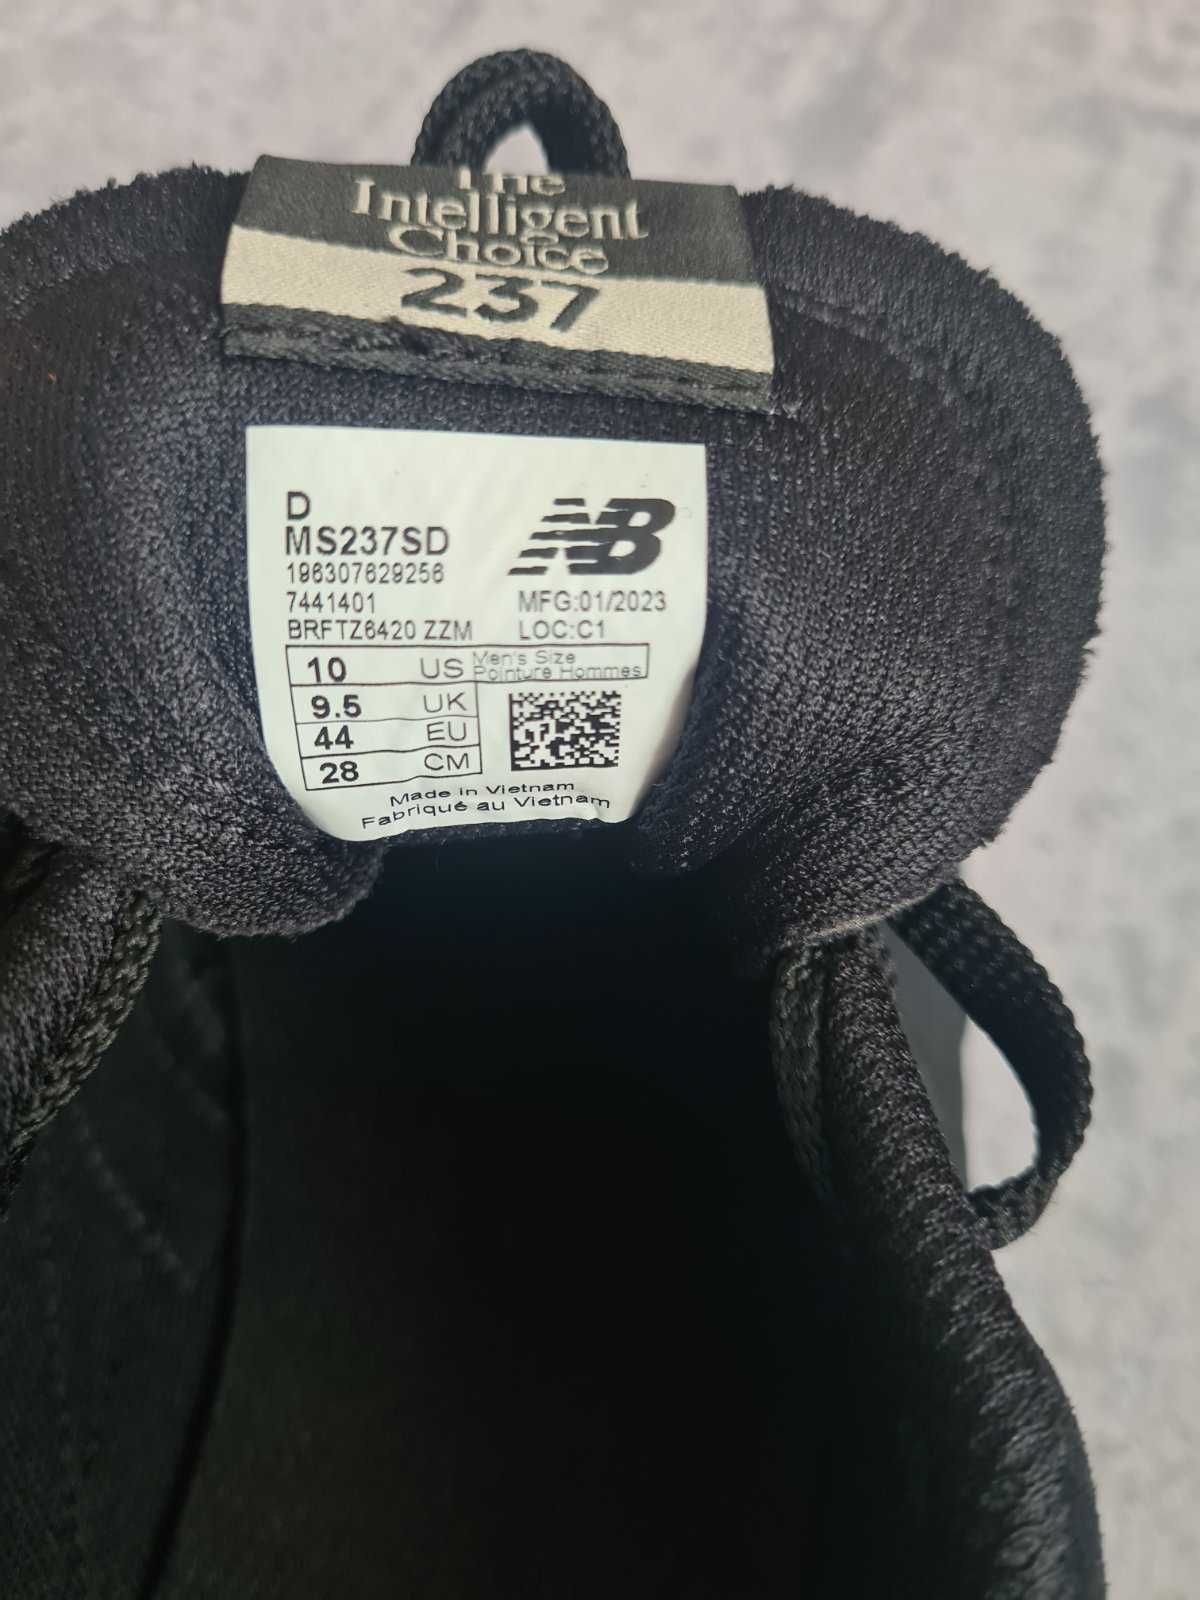 The
Intelligent
Choice
237
D
MS237SD
NB
196307629256
7441401 MFG:01/2023
BRFTZ6420 ZZM LOC:C1
10 US Men's Size
Pointure Hommes
9.5 UK
44 EU
28 CM
Made in Vietnam
Fabriqué au Vietnam